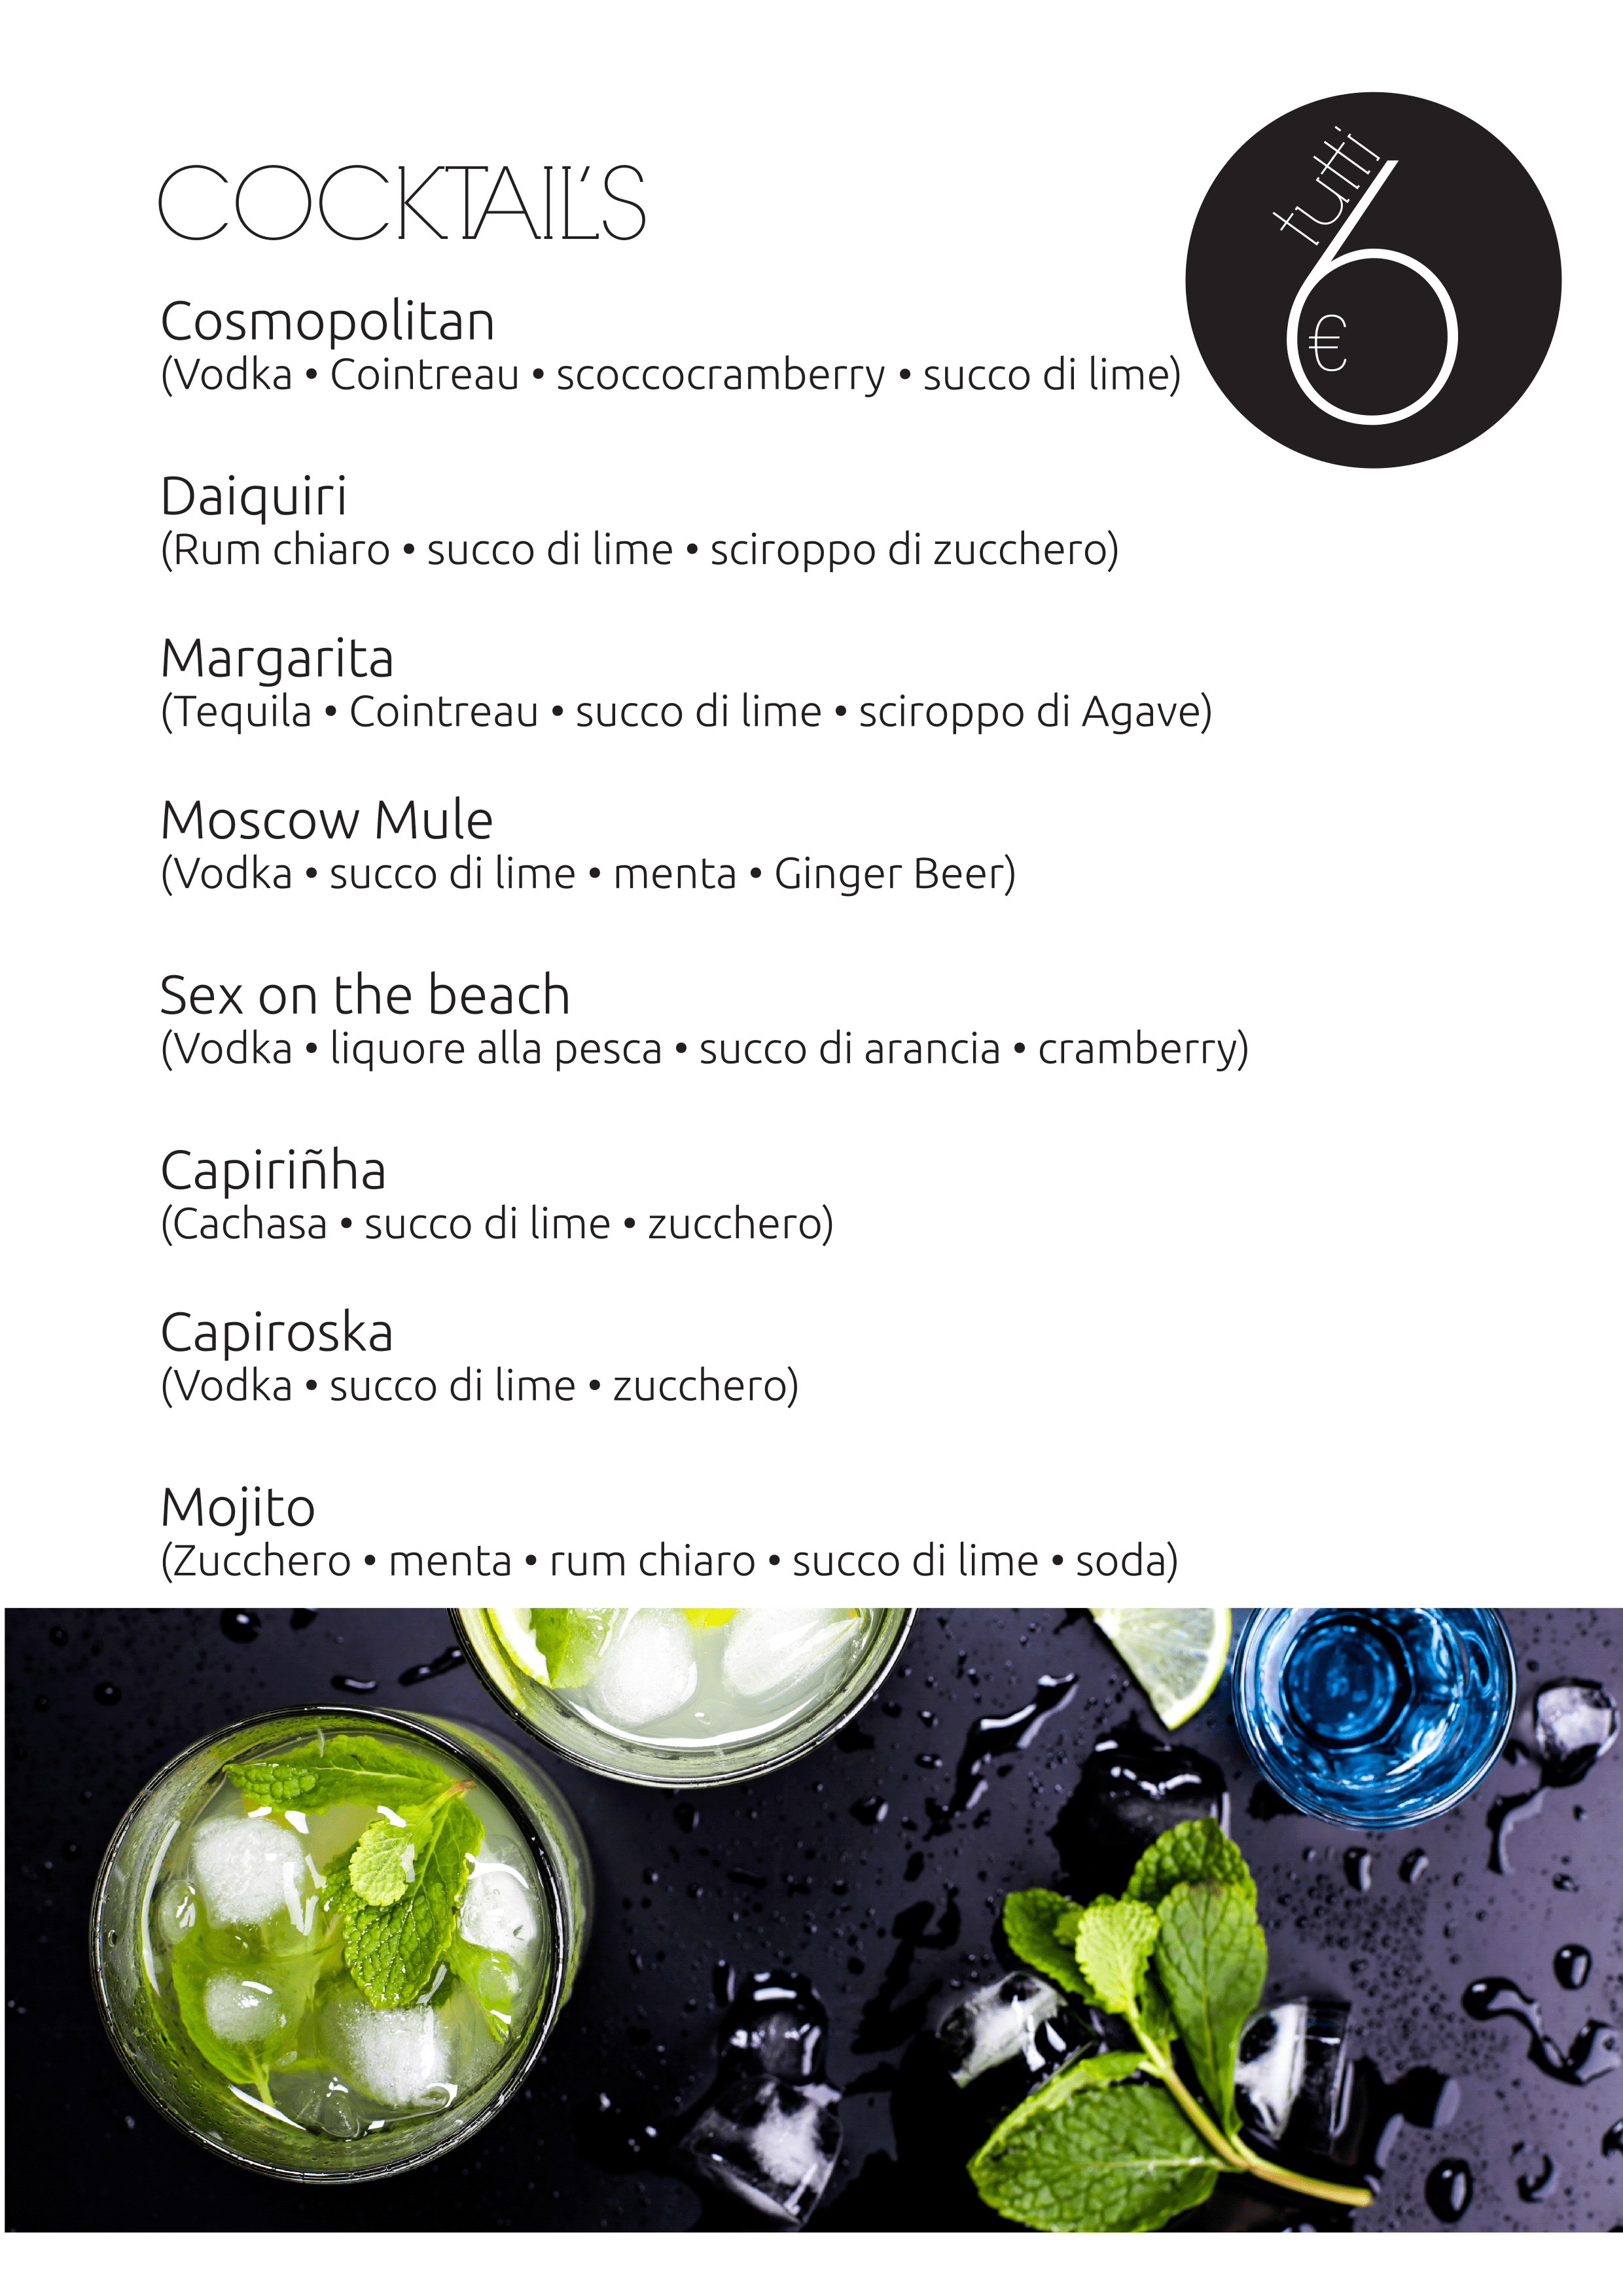 COCKTAIL'S
tutti
6
€
Cosmopolitan
(Vodka • Cointreau • scoccocramberry • succo di lime)
Daiquiri
(Rum chiaro • succo di lime • sciroppo di zucchero)
Margarita
(Tequila • Cointreau • succo di lime • sciroppo di Agave)
Moscow Mule
(Vodka • succo di lime • menta • Ginger Beer)
Sex on the beach
(Vodka • liquore alla pesca • succo di arancia • cramberry)
Capiriñha
(Cachasa • succo di lime • zucchero)
Capiroska
(Vodka • succo di lime • zucchero)
Mojito
(Zucchero • menta • rum chiaro • succo di lime • soda)